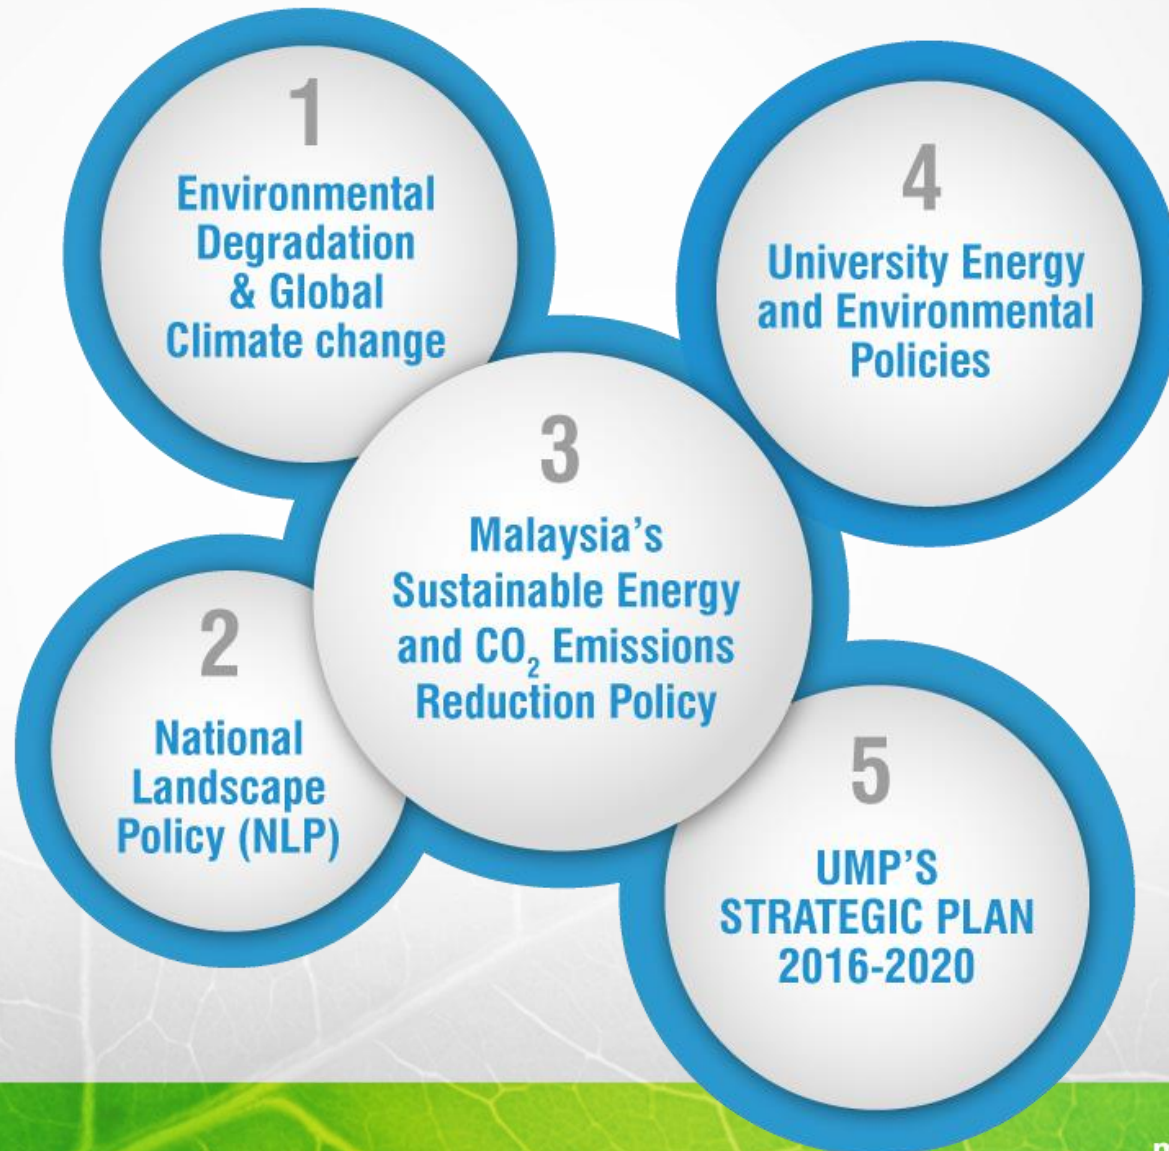 1
Environmental
Degradation
& Global
Climate change
2
National
Landscape
Policy (NLP)
3
Malaysia’s
Sustainable Energy
and CO₂ Emissions
Reduction Policy
4
University Energy
and Environmental
Policies
5
UMP’S
STRATEGIC PLAN
2016-2020